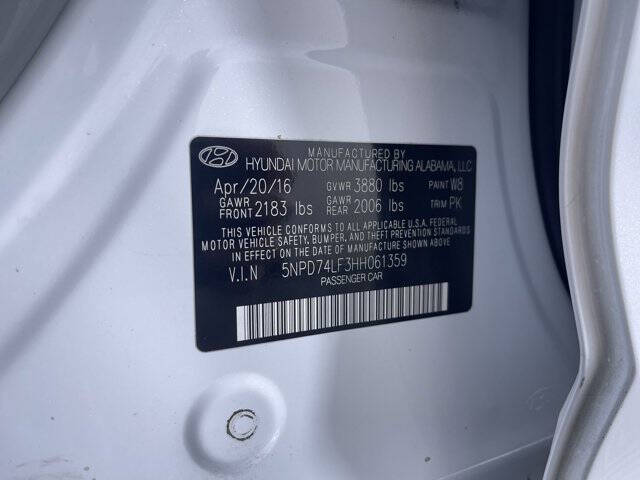 MANUFACTURED BY
HYUNDAI MOTOR MANUFACTURING ALABAMA, LLC
Apr/20/16 GVWR 3880 lbs PAINT W8
GAWR FRONT 2183 lbs GAWR REAR 2006 lbs TRIM PK
THIS VEHICLE CONFORMS TO ALL APPLICABLE U.S.A. FEDERAL
MOTOR VEHICLE SAFETY, BUMPER, AND THEFT PREVENTION STANDARDS
IN EFFECT ON THE DATE OF MANUFACTURE SHOWN ABOVE.
V.I.N 5NPD74LF3HH061359
PASSENGER CAR